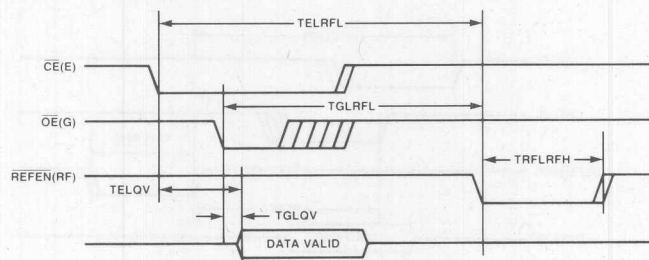 TELRFL
CE(E)
TGLRFL
OE(G)
TRFLRFH
REFEN(RF)
TELQV
TGLQV
DATA VALID